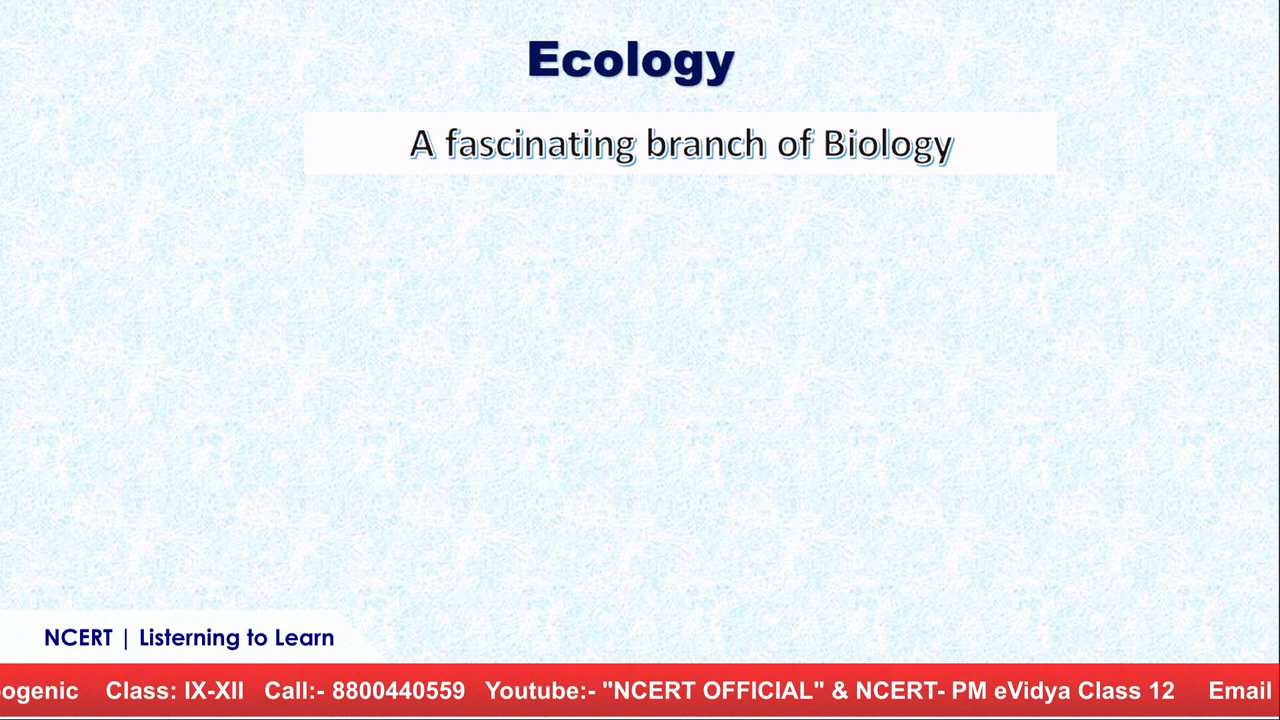 Ecology
A fascinating branch of Biology
NCERT | Listerning to Learn
Class: IX-XII Call:- 8800440559 Youtube:- "NCERT OFFICIAL" & NCERT- PM eVidya Class 12 Email